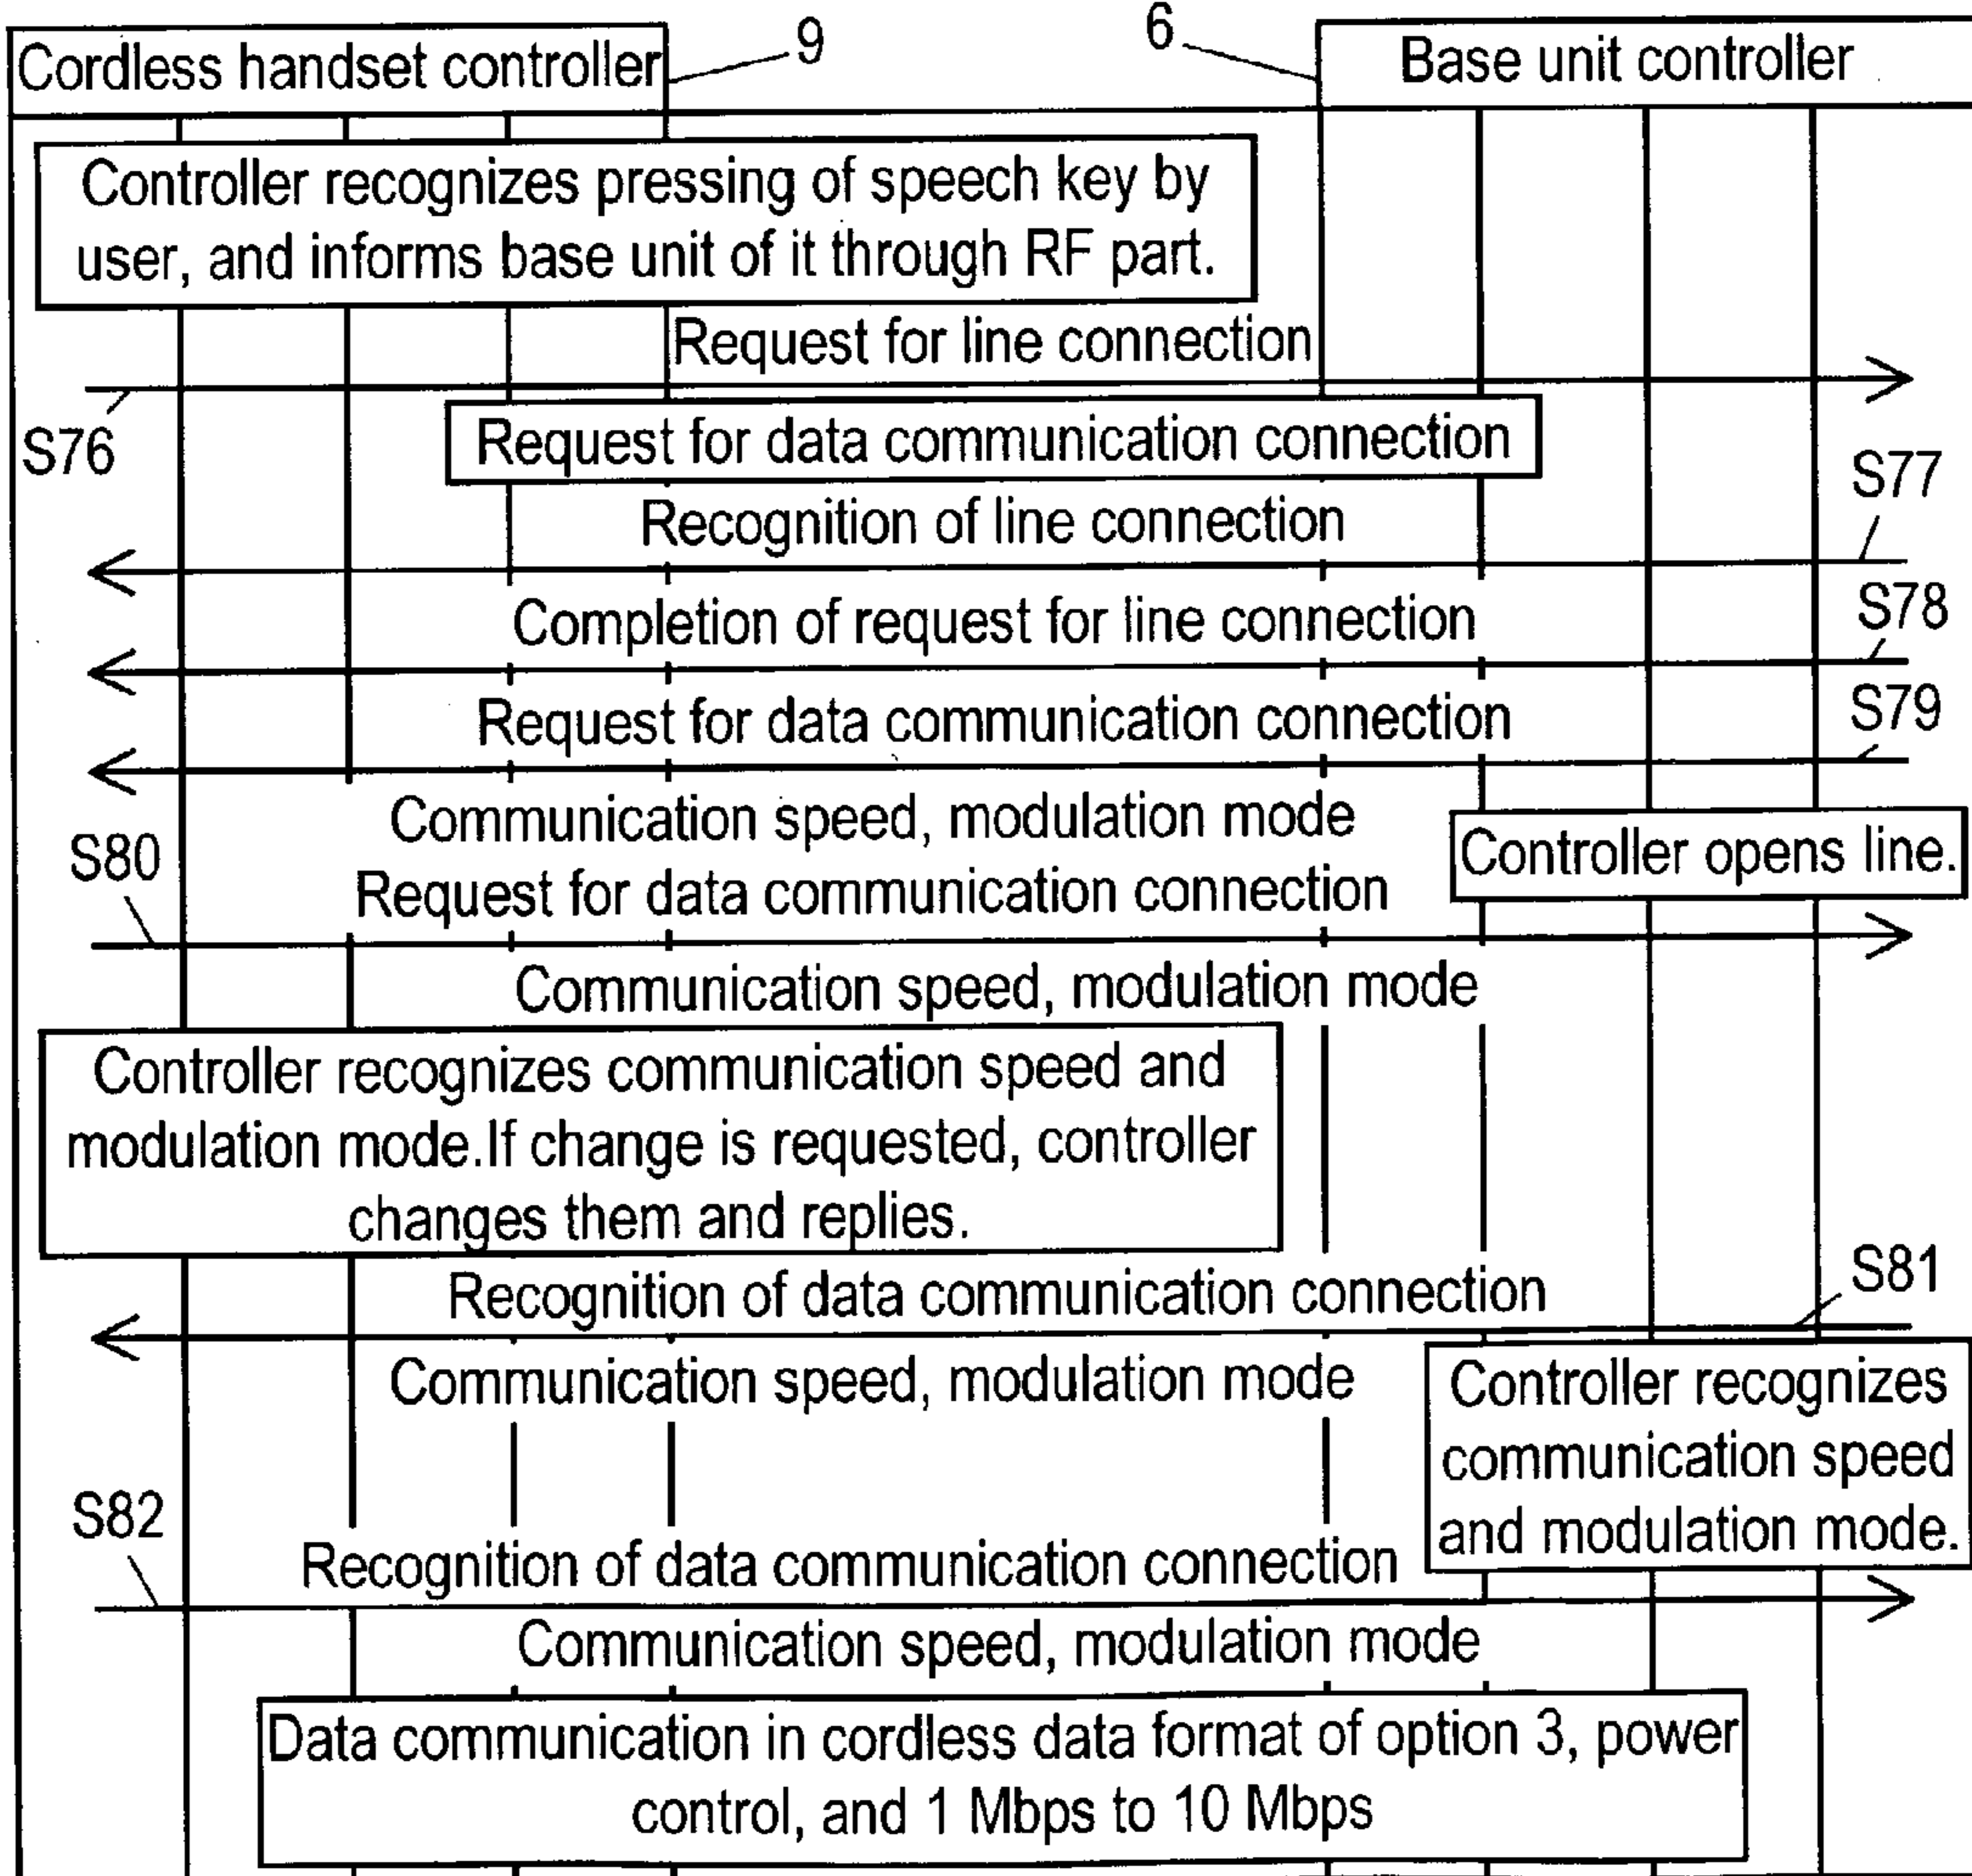 Cordless handset controller
9
6
Base unit controller
Controller recognizes pressing of speech key by
user, and informs base unit of it through RF part.
Request for line connection
S76
Request for data communication connection
S77
Recognition of line connection
S78
Completion of request for line connection
S79
Request for data communication connection
Communication speed, modulation mode
Controller opens line.
S80
Request for data communication connection
Communication speed, modulation mode
Controller recognizes communication speed and
modulation mode.If change is requested, controller
changes them and replies.
S81
Recognition of data communication connection
Communication speed, modulation mode
Controller recognizes
communication speed
and modulation mode.
S82
Recognition of data communication connection
Communication speed, modulation mode
Data communication in cordless data format of option 3, power
control, and 1 Mbps to 10 Mbps